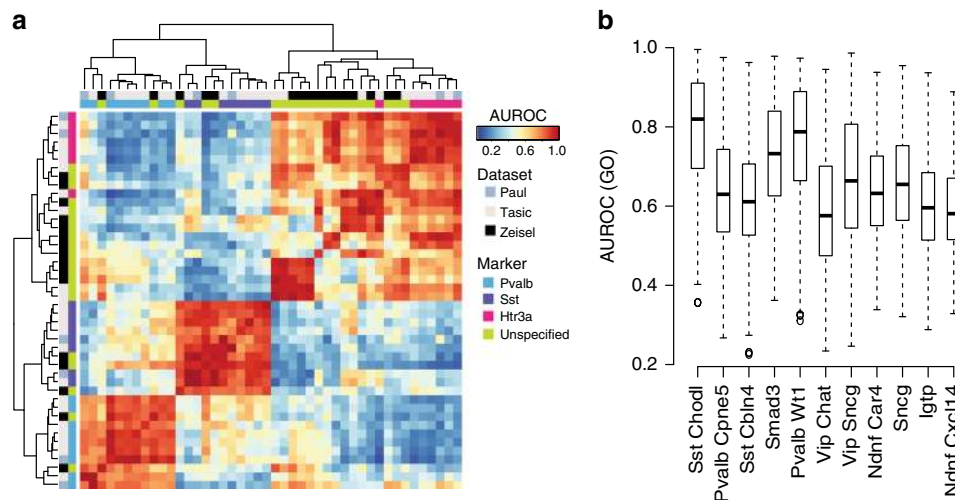 a
AUROC
0.2 0.6 1.0
Dataset
Paul
Tasic
Zeisel
Marker
Pvalb
Sst
Htr3a
Unspecified
b
AUROC (GO)
1.0
0.8
0.6
0.4
0.2
Sst Chodl
Pvalb Cpne5
Sst Cbln4
Smad3
Pvalb Wt1
Vip Chat
Vip Sncg
Ndnf Car4
Sncg
Igtp
Ndnf Cxcl14